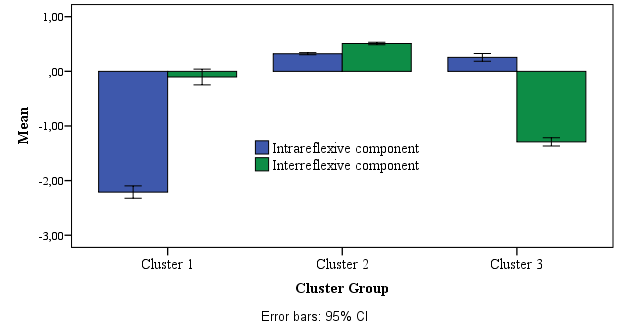 1,00
,00
-1,00
-2,00
-3,00
Mean
Intrareflexive component
Interreflexive component
Cluster 1
Cluster 2
Cluster 3
Cluster Group
Error bars: 95% CI